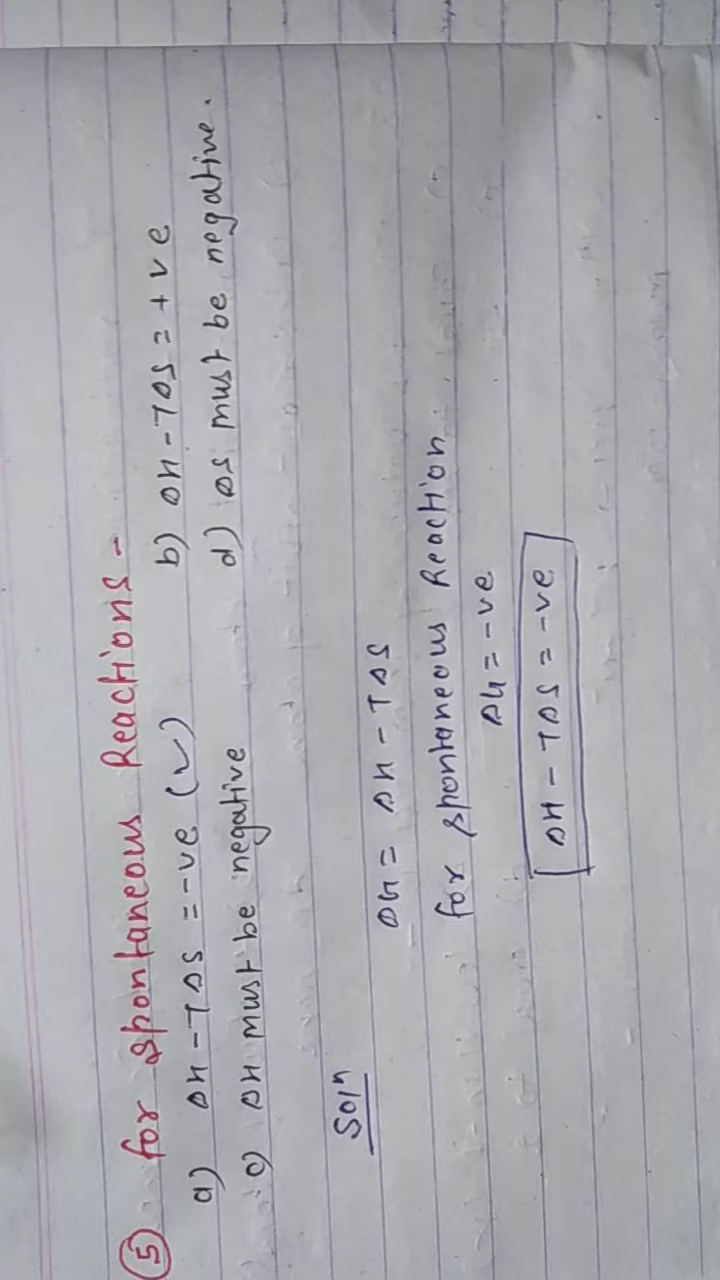 ⑤ for spontaneous Reactions -
a) ΔH - TΔS = -ve (✓) b) ΔH - TΔS = +ve
c) ΔH must be negative d) ΔS must be negative.
Solⁿ
ΔG = ΔH - TΔS
for spontaneous Reaction
ΔG = -ve
ΔH - TΔS = -ve